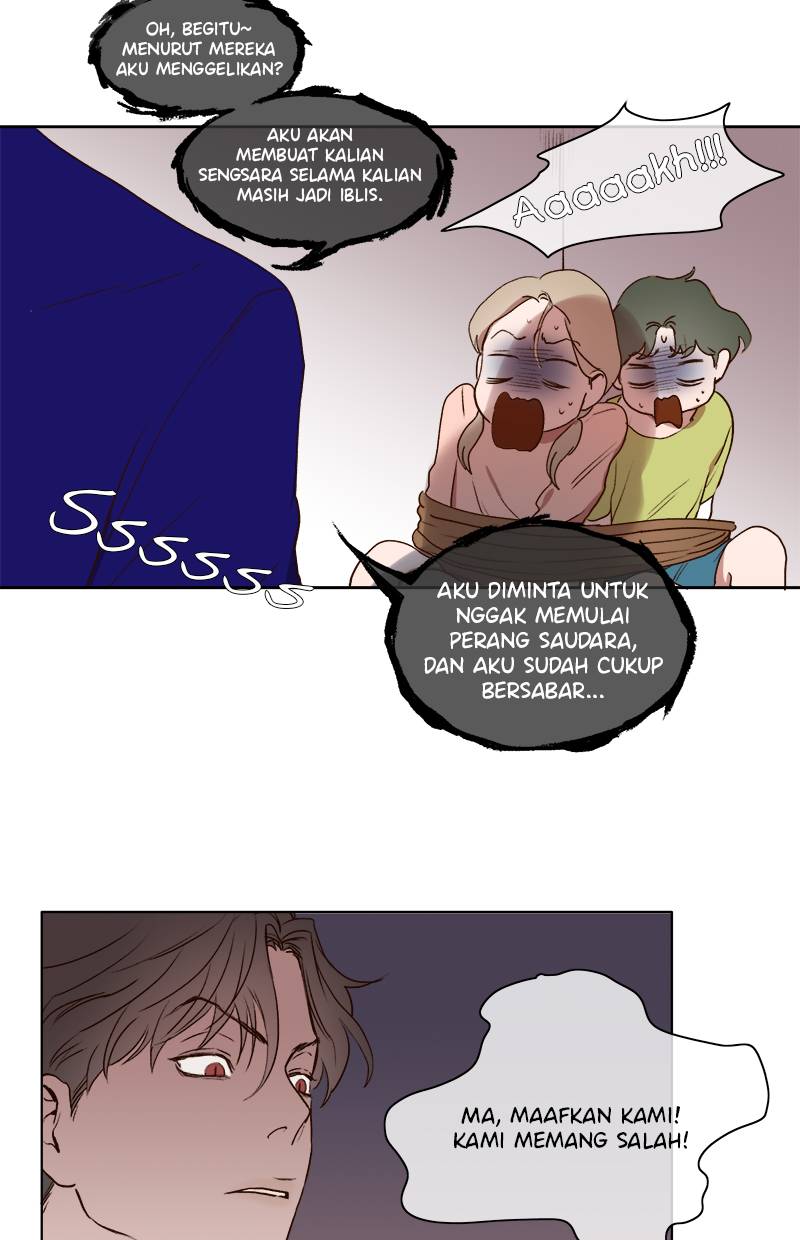 OH, BEGITU~
MENURUT MEREKA
AKU MENGGELIKAN?
AKU AKAN
MEMBUAT KALIAN
SENGSARA SELAMA KALIAN
MASIH JADI IBLIS.
Aaaaakh!!!
SSSSSSS
AKU DIMINTA UNTUK
NGGAK MEMULAI
PERANG SAUDARA,
DAN AKU SUDAH CUKUP
BERSABAR...
MA, MAAFKAN KAMI!
KAMI MEMANG SALAH!